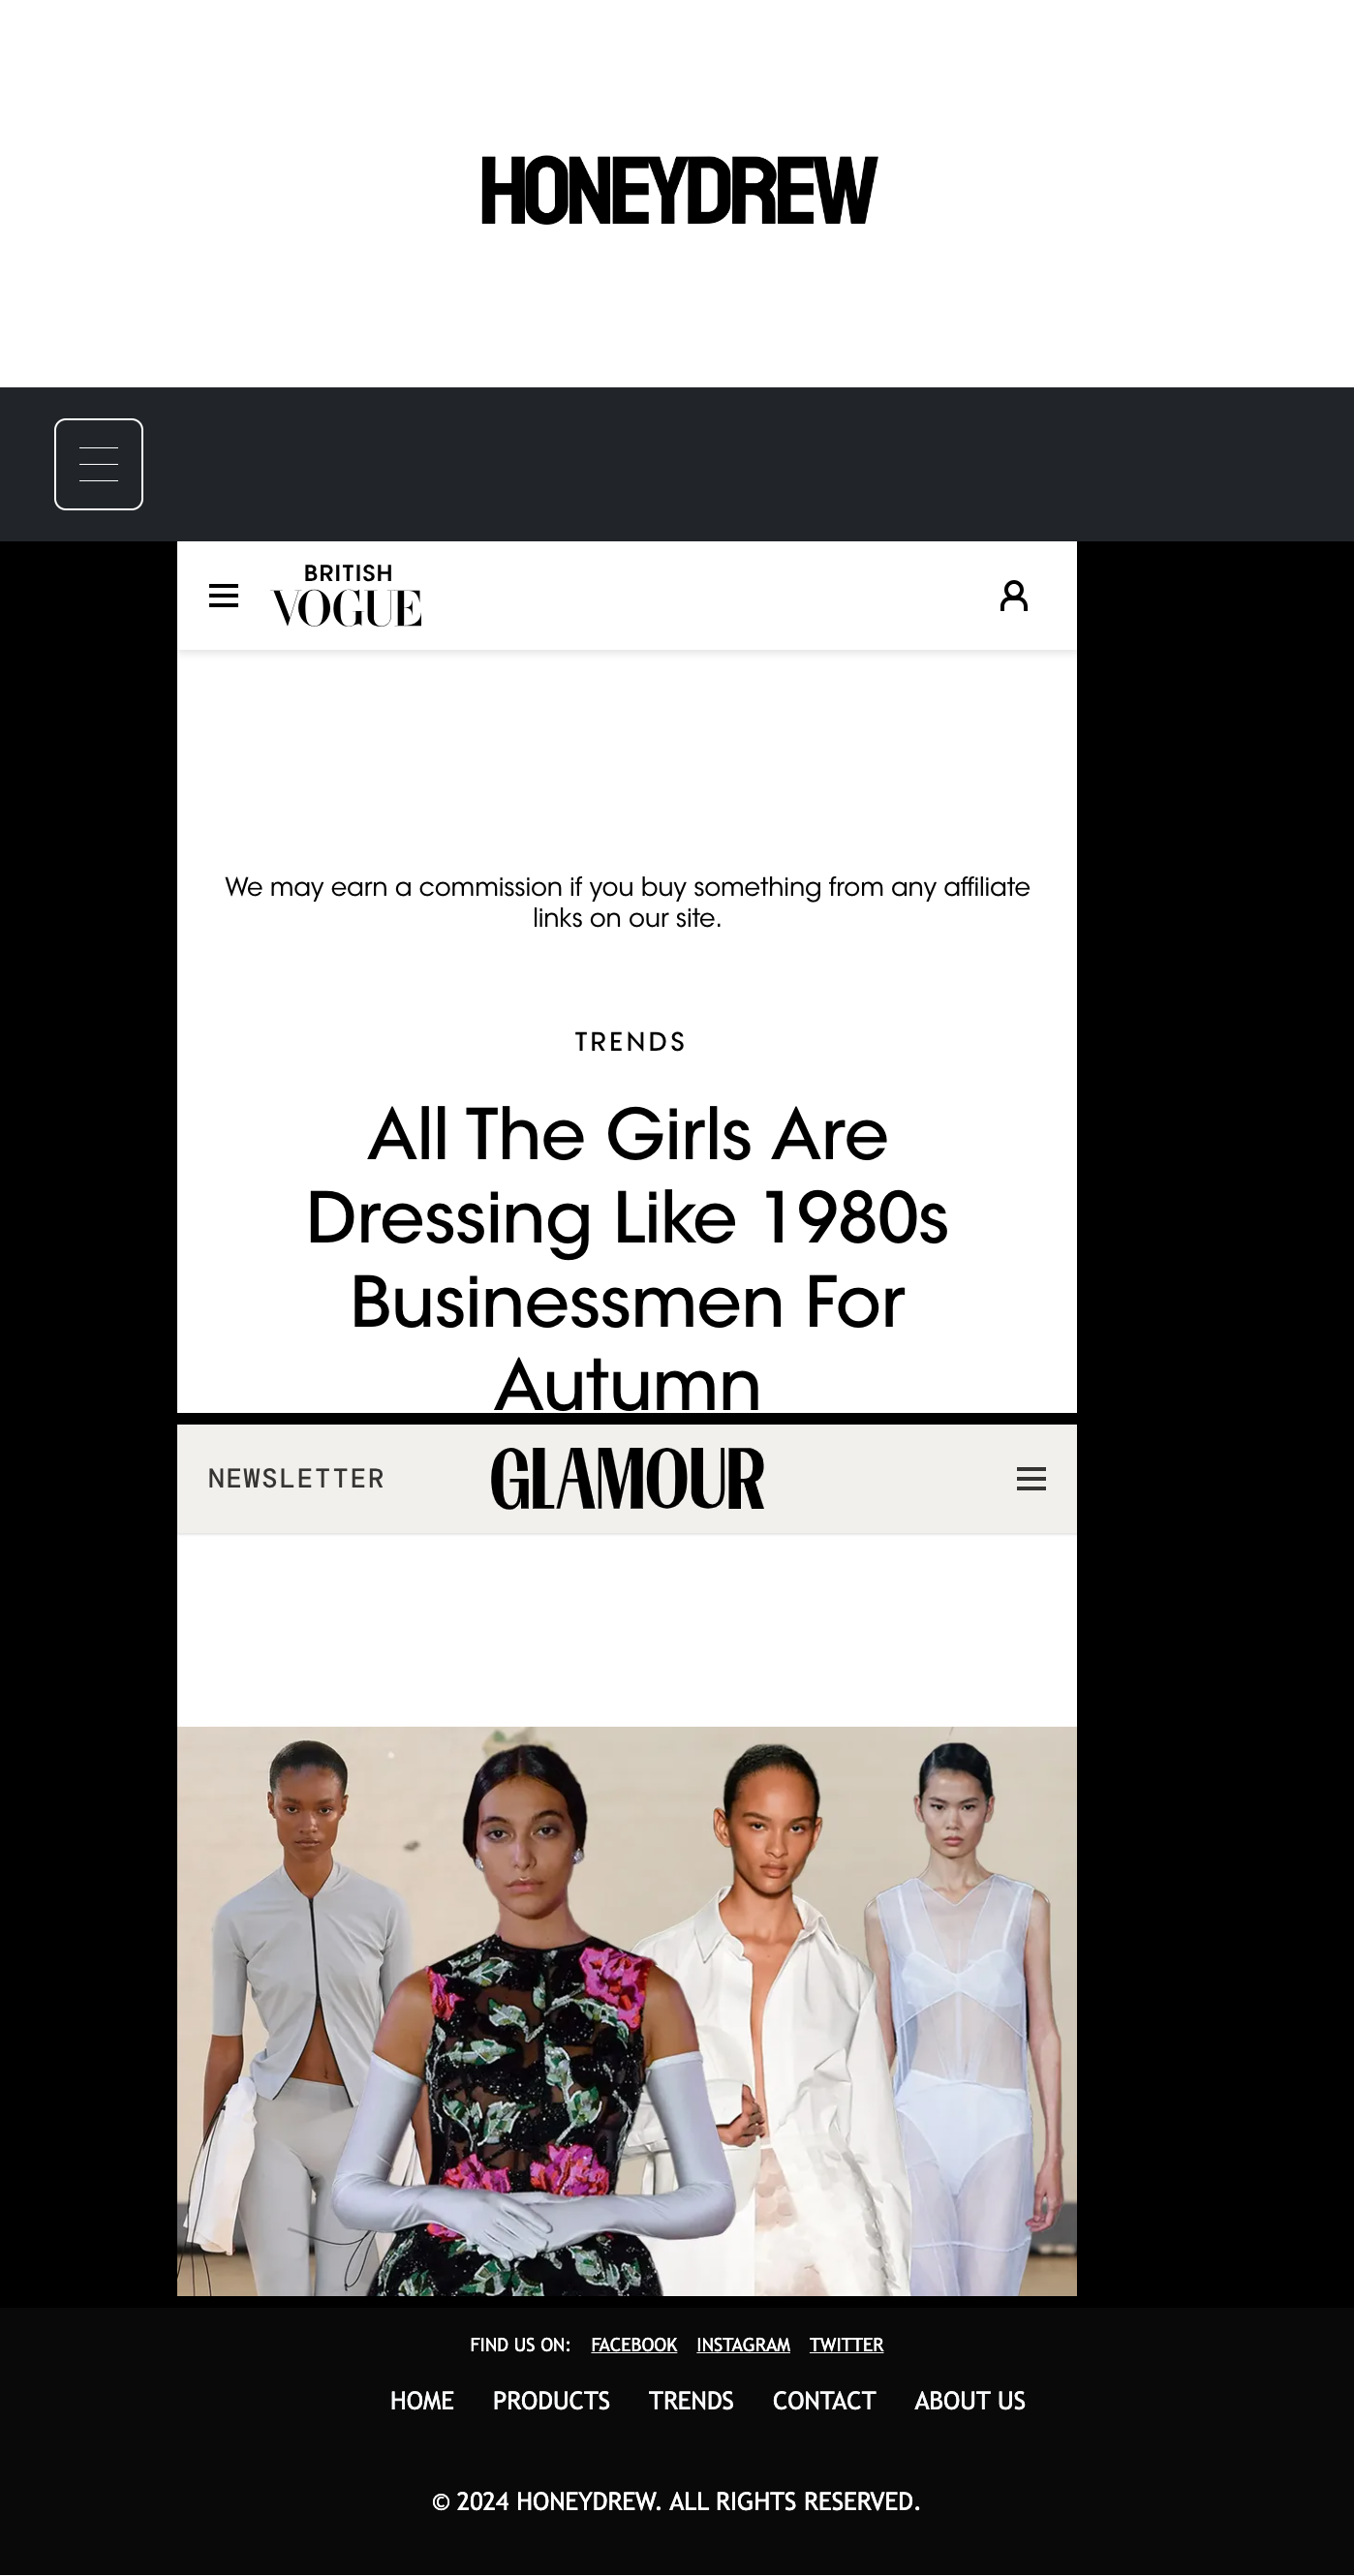 HONEYDREW
BRITISH
VOGUE
We may earn a commission if you buy something from any affiliate
links on our site.
TRENDS
All The Girls Are
Dressing Like 1980s
Businessmen For
Autumn
NEWSLETTER GLAMOUR
FIND US ON: FACEBOOK INSTAGRAM TWITTER
HOME PRODUCTS TRENDS CONTACT ABOUT US
© 2024 HONEYDREW. ALL RIGHTS RESERVED.